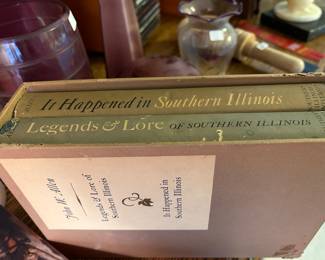 It Happened in Southern Illinois
Legends & Lore OF SOUTHERN ILLINOIS
John W. Allen
Legends & Lore of
Southern Illinois
It Happened in
Southern Illinois